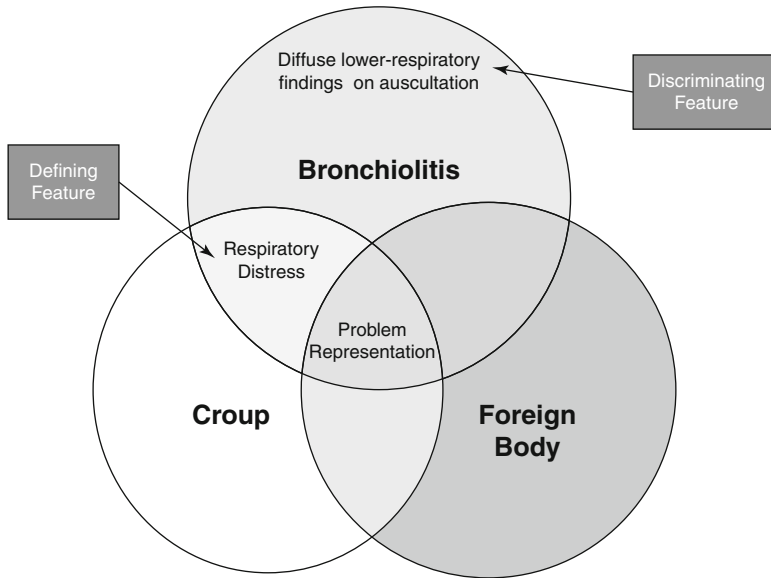 Diffuse lower-respiratory
findings on auscultation
Discriminating
Feature
Bronchiolitis
Defining
Feature
Respiratory
Distress
Problem
Representation
Croup
Foreign
Body